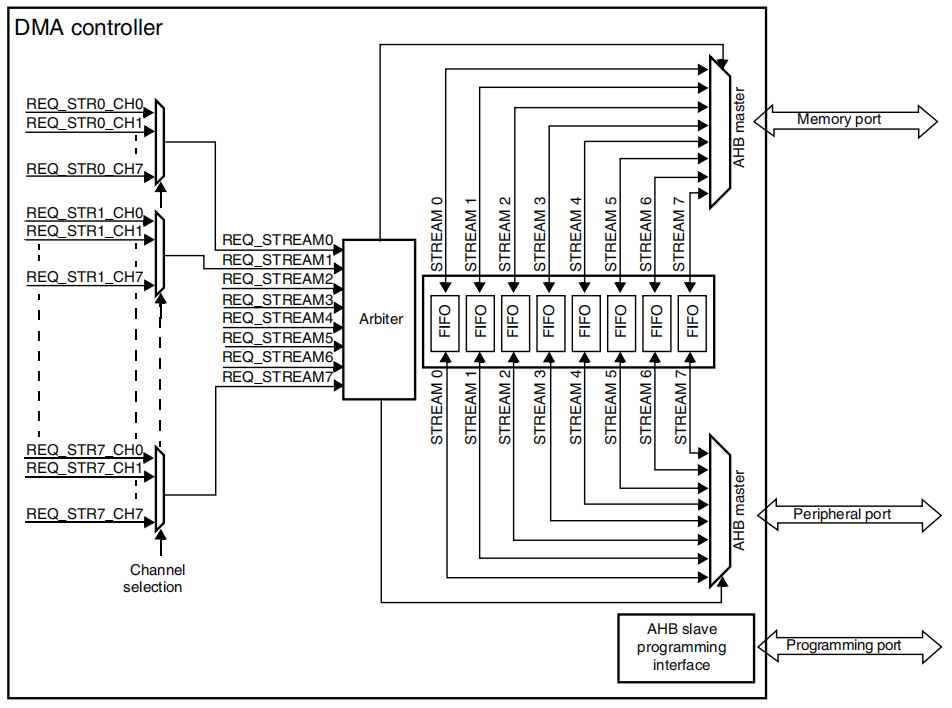 DMA controller
REQ_STR0_CH0
REQ_STR0_CH1
REQ_STR0_CH7
REQ_STR1_CH0
REQ_STR1_CH1
REQ_STR1_CH7
REQ_STR7_CH0
REQ_STR7_CH1
REQ_STR7_CH7
Channel
selection
REQ_STREAM0
REQ_STREAM1
REQ_STREAM2
REQ_STREAM3
REQ_STREAM4
REQ_STREAM5
REQ_STREAM6
REQ_STREAM7
Arbiter
STREAM 0
STREAM 1
STREAM 2
STREAM 3
STREAM 4
STREAM 5
STREAM 6
STREAM 7
FIFO
FIFO
FIFO
FIFO
FIFO
FIFO
FIFO
FIFO
STREAM 0
STREAM 1
STREAM 2
STREAM 3
STREAM 4
STREAM 5
STREAM 6
STREAM 7
AHB master
Memory port
AHB master
Peripheral port
AHB slave
programming
interface
Programming port